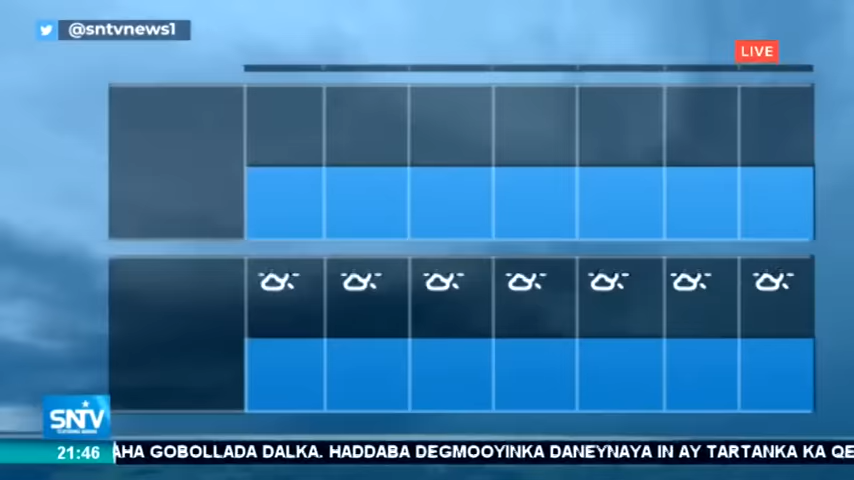 @sntvnews1
LIVE
SNTV
21:46
AHA GOBOLLADA DALKA. HADDABA DEGMOOYINKA DANEYNAYA IN AY TARTANKA KA QE